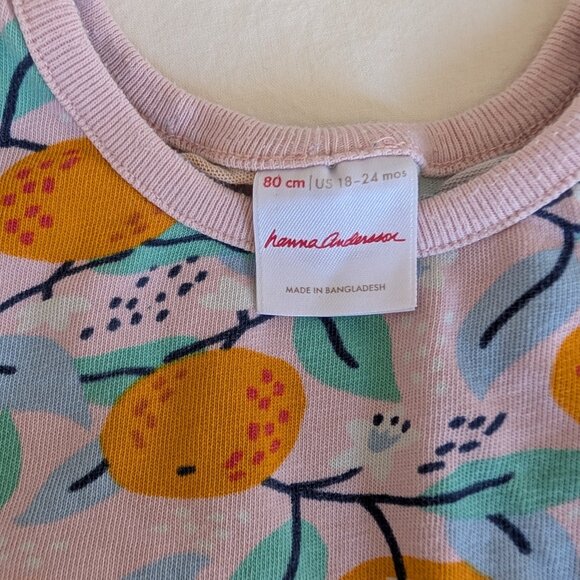 80 cm | US 18-24 mos
hanna andersson
MADE IN BANGLADESH